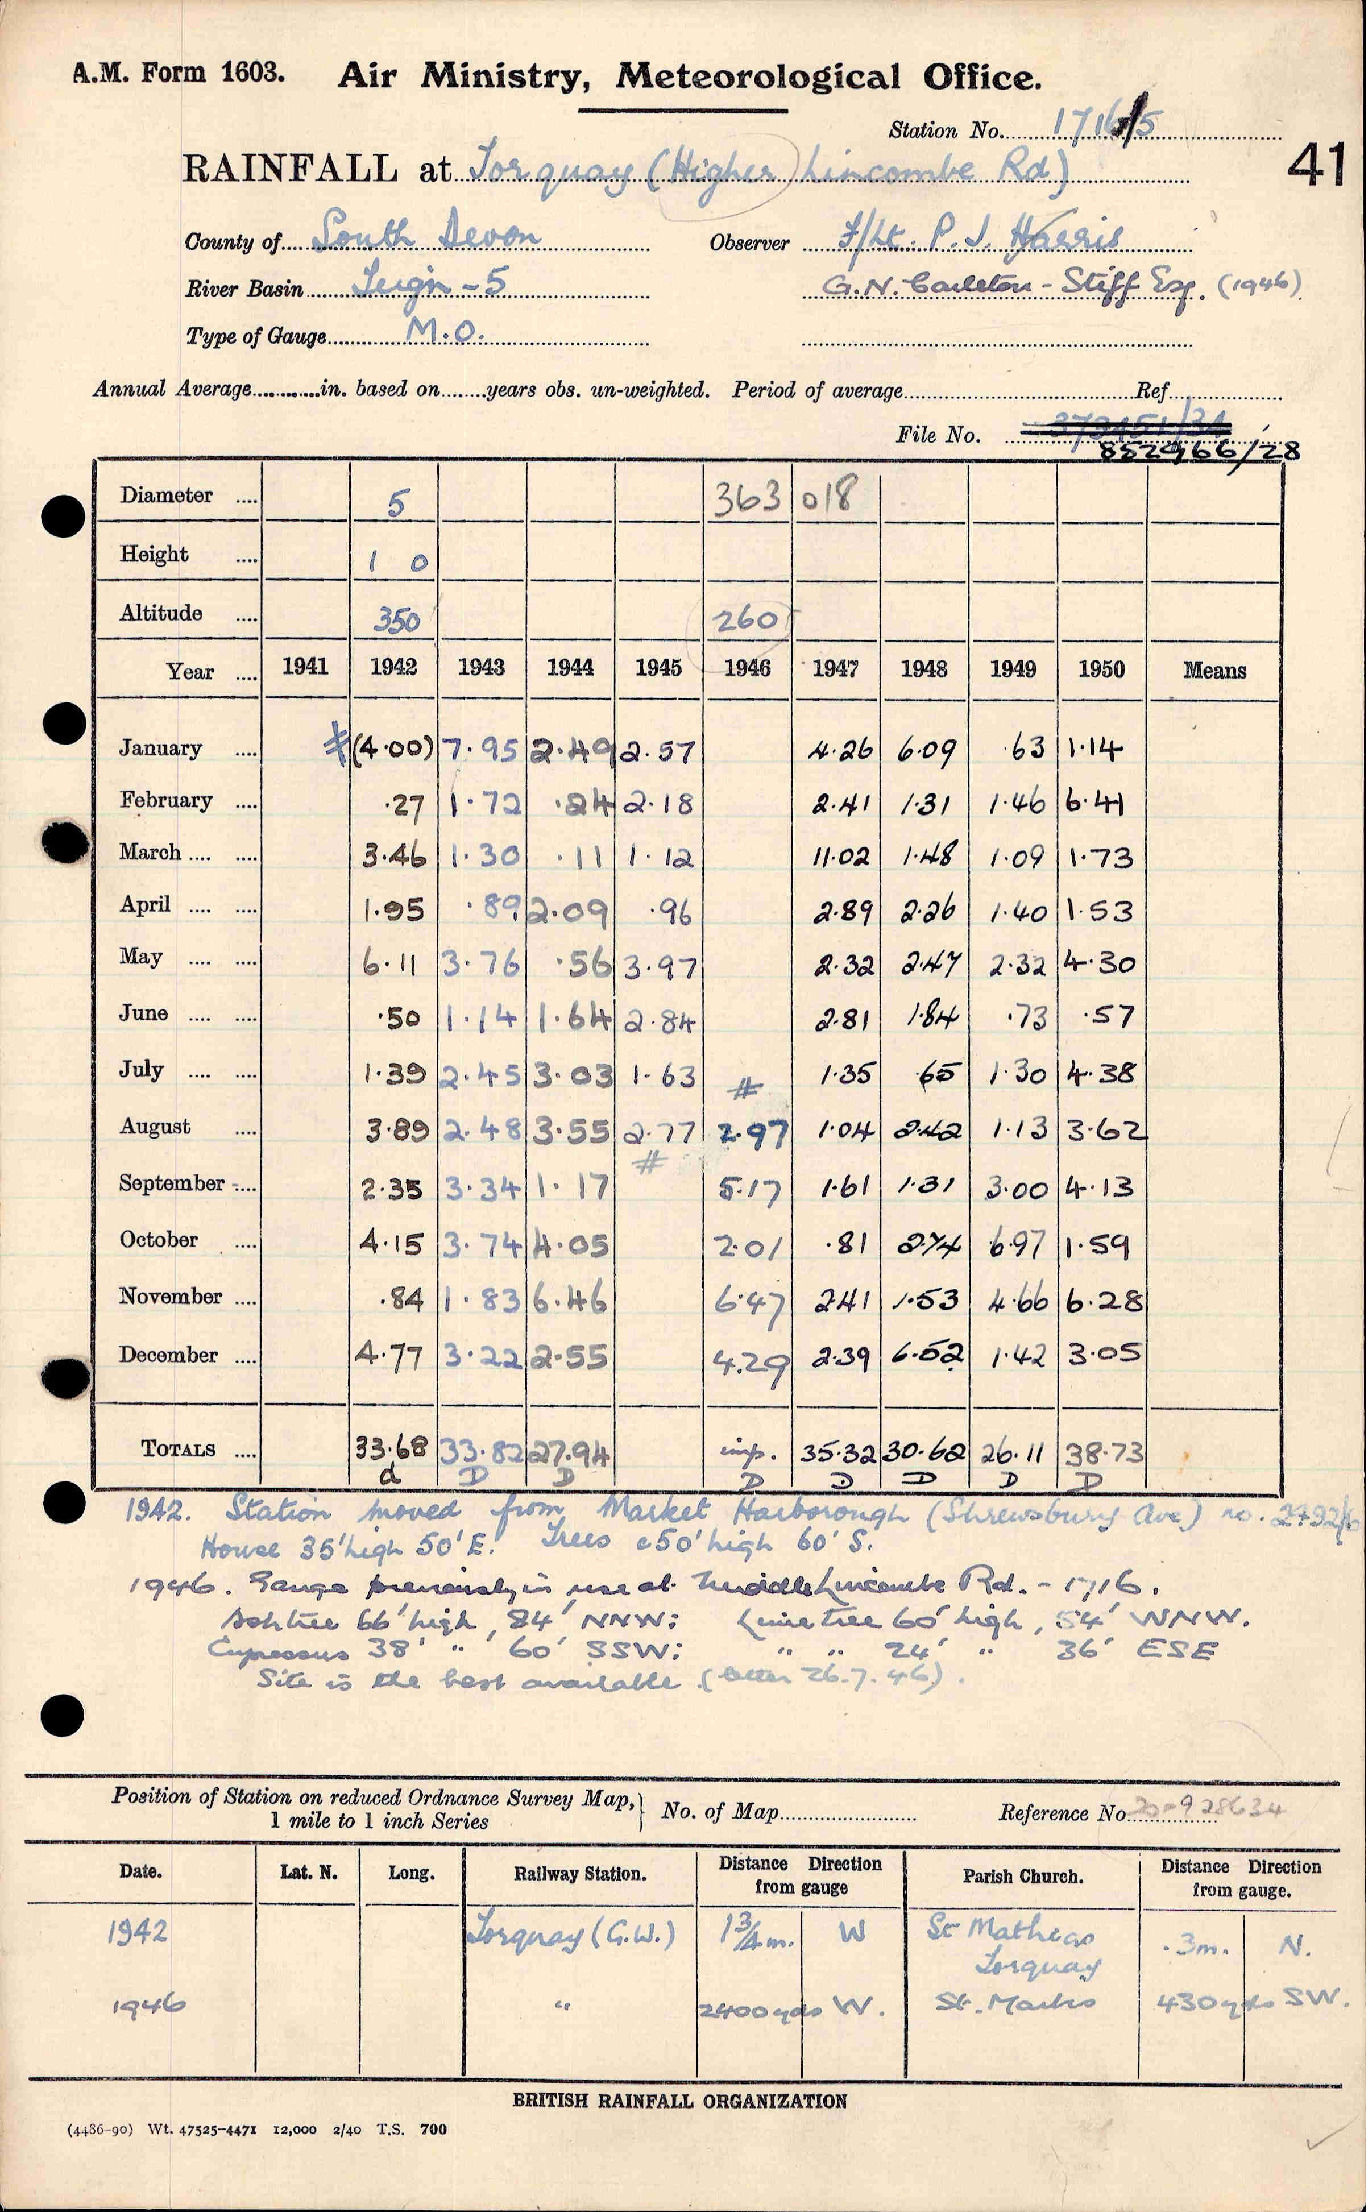 A.M. Form 1603. Air Ministry, Meteorological Office.
Station No. 1716/5
41
RAINFALL at Torquay (Higher Lincombe Rd)
County of South Devon Observer F/Lt. P. J. Harris
River Basin Teign - 5 G. N. Carleton - Stiff Esq. (1946)
Type of Gauge M.O.
Annual Average in. based on years obs. un-weighted. Period of average Ref
File No. 373451/34
852966/28
Diameter .... 5 363 018
Height .... 1 0
Altitude .... 350 260
Year .... 1941 1942 1943 1944 1945 1946 1947 1948 1949 1950 Means
January .... # (4.00) 7.95 2.49 2.57 4.26 6.09 .63 1.14
February .... .27 1.72 .24 2.18 2.41 1.31 1.46 6.41
March .... .... 3.46 1.30 .11 1.12 11.02 1.48 1.09 1.73
April .... .... 1.95 .89 2.09 .96 2.89 2.26 1.40 1.53
May .... .... 6.11 3.76 .56 3.97 2.32 2.47 2.32 4.30
June .... .... .50 1.14 1.64 2.84 2.81 1.84 .73 .57
July .... .... 1.39 2.45 3.03 1.63 # 1.35 .65 1.30 4.38
August .... 3.89 2.48 3.55 2.77 2.97 1.04 2.42 1.13 3.62
September .... 2.35 3.34 1.17 # 5.17 1.61 1.31 3.00 4.13
October .... 4.15 3.74 4.05 2.01 .81 2.74 6.97 1.59
November .... .84 1.83 6.46 6.47 2.41 1.53 4.66 6.28
December .... 4.77 3.22 2.55 4.29 2.39 6.52 1.42 3.05
TOTALS .... 33.68 33.82 27.94 imp. 35.32 30.62 26.11 38.73
d D D D D D D D
1942. Station moved from Market Harborough (Shrewsbury Ave) no.
House 35' high 50' E. Trees c50' high 60' S.
1946. Gauge previously in use at Middle Lincombe Rd. - 1716.
Ash tree 66' high, 84' NNW; Lime tree 60' high, 54' WNW.
Cupressus 38' " 60' SSW; " " 24' " 36' ESE
Site is the best available (letter 26.7.46).
Position of Station on reduced Ordnance Survey Map, 1 mile to 1 inch Series } No. of Map Reference No. 20-928634
Date. Lat. N. Long. Railway Station. Distance Direction from gauge Parish Church. Distance Direction from gauge.
1942 Torquay (G.W.) 1 3/4 m. W St Mathias Torquay .3m. N.
1946 " 2400 yds W. St. Marks 430 yds SW.
BRITISH RAINFALL ORGANIZATION
(4486-90) Wt. 47525-4471 12,000 2/40 T.S. 700